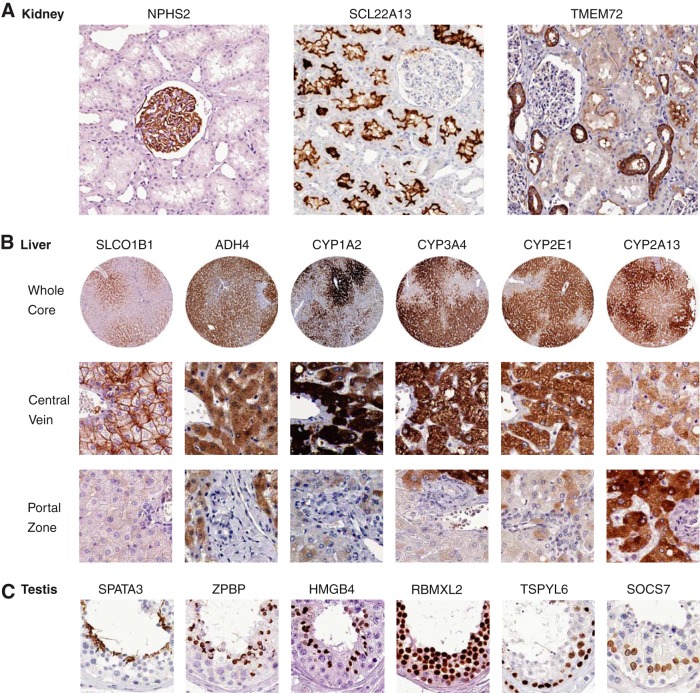 A Kidney
NPHS2 SCL22A13 TMEM72
B Liver
SLCO1B1 ADH4 CYP1A2 CYP3A4 CYP2E1 CYP2A13
Whole
Core
Central
Vein
Portal
Zone
C Testis
SPATA3 ZPBP HMGB4 RBMXL2 TSPYL6 SOCS7